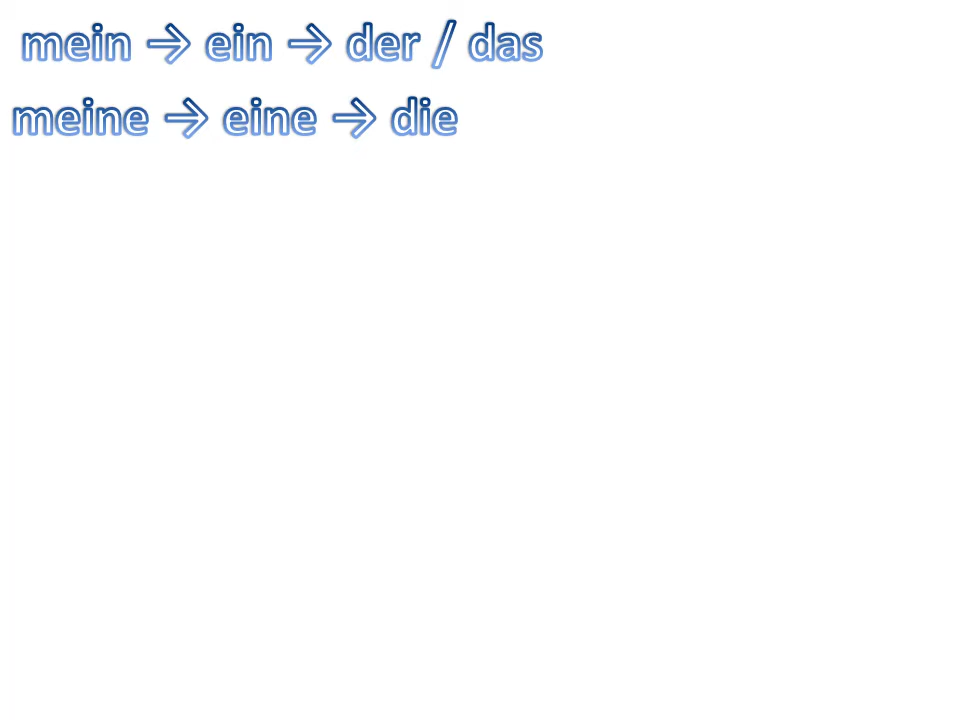 mein → ein → der / das
meine → eine → die